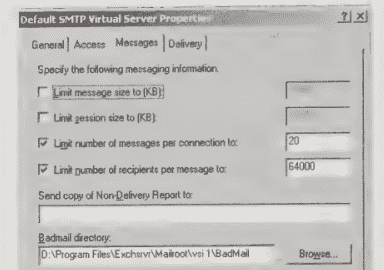 Default SMTP Virtual Server Properties
General Access Messages Delivery
Specify the following messaging information.
Limit message size to (KB):
Limit session size to (KB):
Limit number of messages per connection to: 20
Limit number of recipients per message to: 64000
Send copy of Non-Delivery Report to:
Badmail directory:
D:\Program Files\Exchsrvr\Mailroot\vsi 1\BadMail Browse...